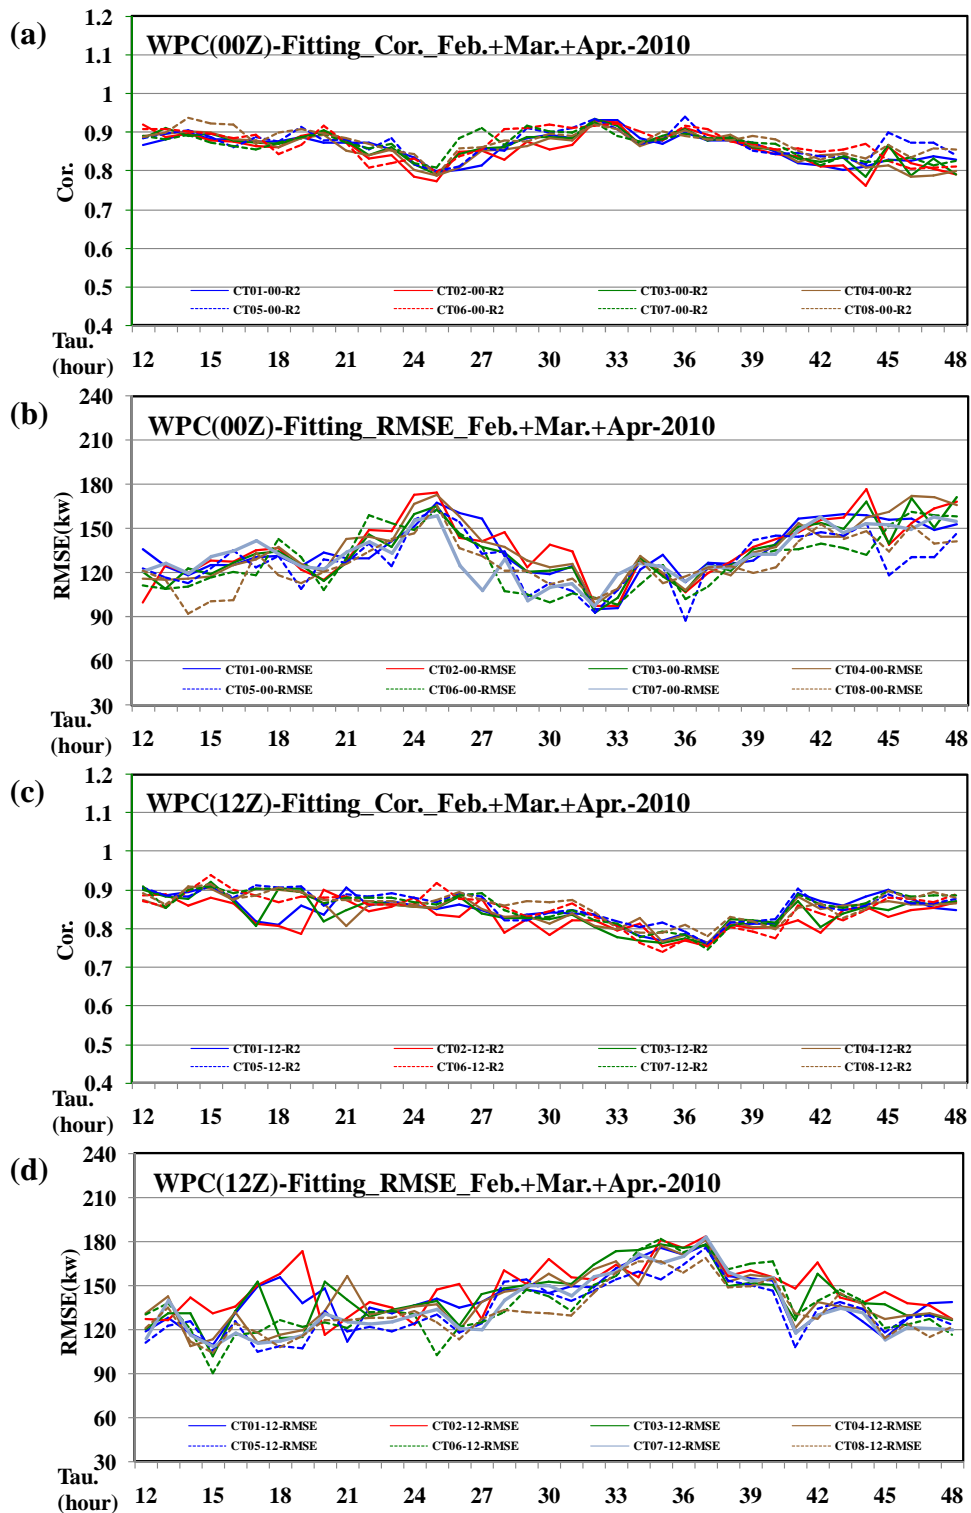 (a)
WPC(00Z)-Fitting_Cor._Feb.+Mar.+Apr.-2010
1.2
1.1
1
0.9
0.8
0.7
0.6
0.5
0.4
Cor.
CT01-00-R2 CT02-00-R2 CT03-00-R2 CT04-00-R2
CT05-00-R2 CT06-00-R2 CT07-00-R2 CT08-00-R2
Tau.
(hour) 12 15 18 21 24 27 30 33 36 39 42 45 48
(b)
WPC(00Z)-Fitting_RMSE_Feb.+Mar.+Apr-2010
240
210
180
150
120
90
60
30
RMSE(kw)
CT01-00-RMSE CT02-00-RMSE CT03-00-RMSE CT04-00-RMSE
CT05-00-RMSE CT06-00-RMSE CT07-00-RMSE CT08-00-RMSE
Tau.
(hour) 12 15 18 21 24 27 30 33 36 39 42 45 48
(c)
WPC(12Z)-Fitting_Cor._Feb.+Mar.+Apr.-2010
1.2
1.1
1
0.9
0.8
0.7
0.6
0.5
0.4
Cor.
CT01-12-R2 CT02-12-R2 CT03-12-R2 CT04-12-R2
CT05-12-R2 CT06-12-R2 CT07-12-R2 CT08-12-R2
Tau.
(hour) 12 15 18 21 24 27 30 33 36 39 42 45 48
(d)
WPC(12Z)-Fitting_RMSE_Feb.+Mar.+Apr.-2010
240
210
180
150
120
90
60
30
RMSE(kw)
CT01-12-RMSE CT02-12-RMSE CT03-12-RMSE CT04-12-RMSE
CT05-12-RMSE CT06-12-RMSE CT07-12-RMSE CT08-12-RMSE
Tau.
(hour) 12 15 18 21 24 27 30 33 36 39 42 45 48